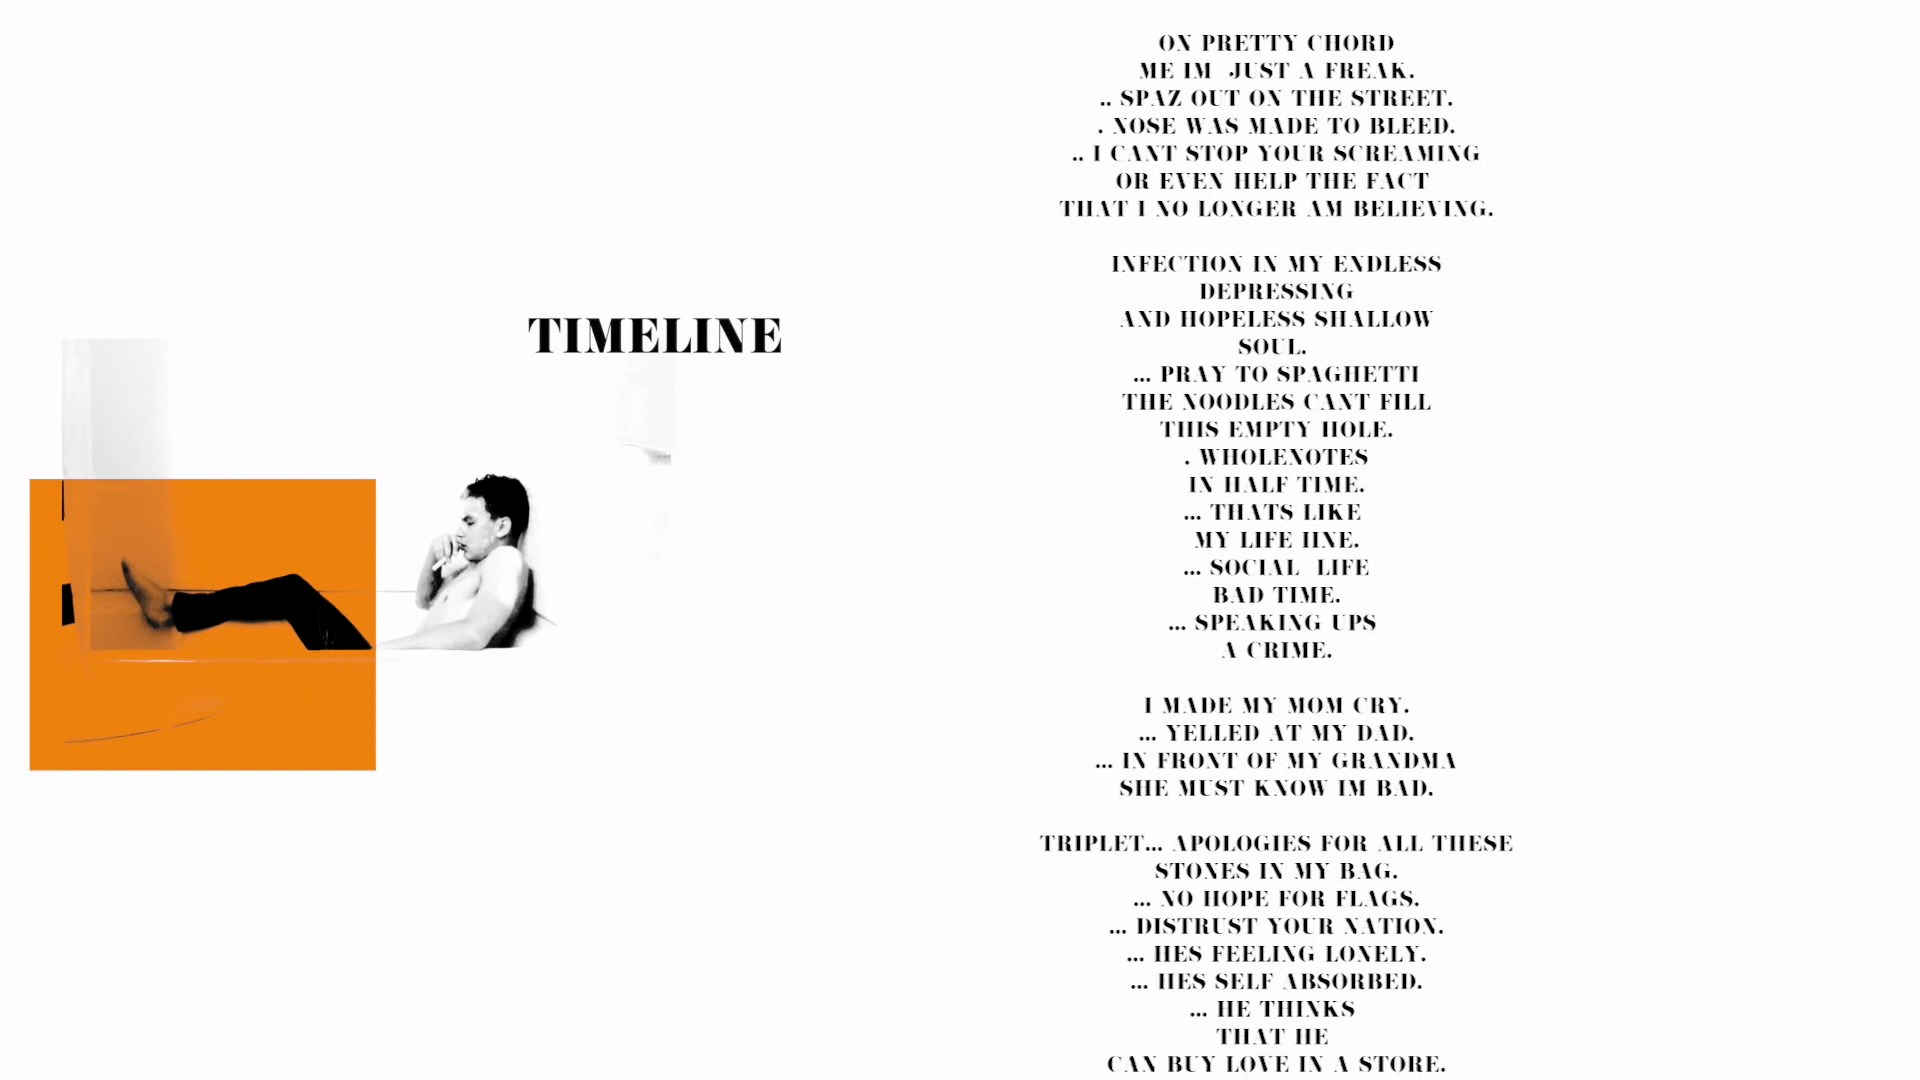 TIMELINE
ON PRETTY CHORD
ME IM  JUST A FREAK.
.. SPAZ OUT ON THE STREET.
. NOSE WAS MADE TO BLEED.
.. I CANT STOP YOUR SCREAMING
OR EVEN HELP THE FACT
THAT I NO LONGER AM BELIEVING.
INFECTION IN MY ENDLESS
DEPRESSING
AND HOPELESS SHALLOW
SOUL.
... PRAY TO SPAGHETTI
THE NOODLES CANT FILL
THIS EMPTY HOLE.
. WHOLENOTES
IN HALF TIME.
... THATS LIKE
MY LIFE IINE.
... SOCIAL  LIFE
BAD TIME.
... SPEAKING UPS
A CRIME.
I MADE MY MOM CRY.
... YELLED AT MY DAD.
... IN FRONT OF MY GRANDMA
SHE MUST KNOW IM BAD.
TRIPLET... APOLOGIES FOR ALL THESE
STONES IN MY BAG.
... NO HOPE FOR FLAGS.
... DISTRUST YOUR NATION.
... HES FEELING LONELY.
... HES SELF ABSORBED.
... HE THINKS
THAT HE
CAN BUY LOVE IN A STORE.